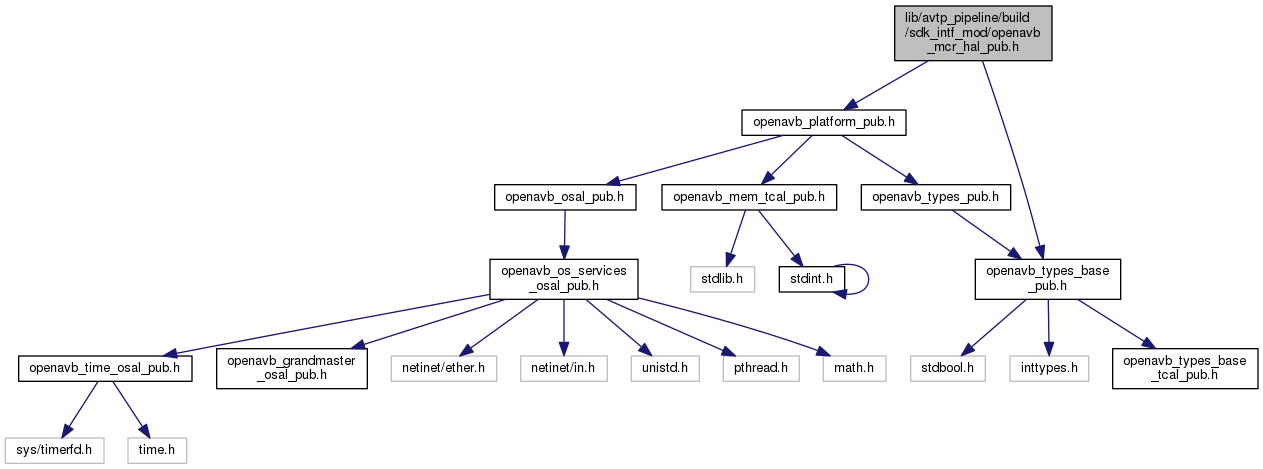 lib/avtp_pipeline/build
/sdk_intf_mod/openavb
_mcr_hal_pub.h
openavb_platform_pub.h
openavb_osal_pub.h
openavb_mem_tcal_pub.h
openavb_types_pub.h
openavb_os_services
_osal_pub.h
stdlib.h
stdint.h
openavb_types_base
_pub.h
openavb_time_osal_pub.h
openavb_grandmaster
_osal_pub.h
netinet/ether.h
netinet/in.h
unistd.h
pthread.h
math.h
stdbool.h
inttypes.h
openavb_types_base
_tcal_pub.h
sys/timerfd.h
time.h